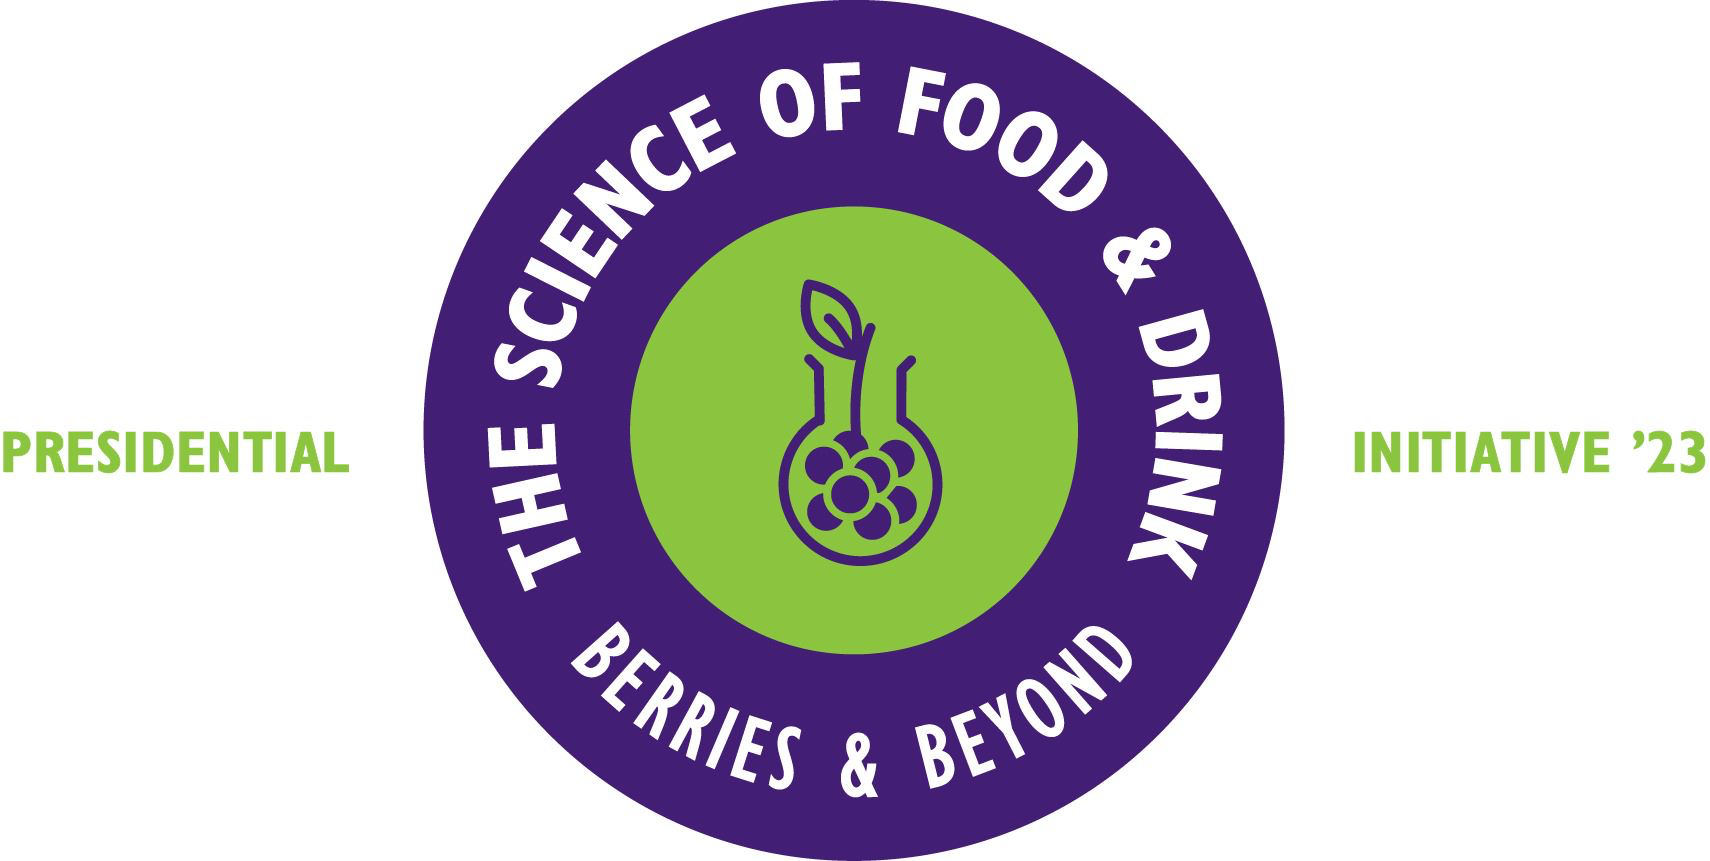 THE SCIENCE OF FOOD & DRINK
PRESIDENTIAL
INITIATIVE ’23
BERRIES & BEYOND